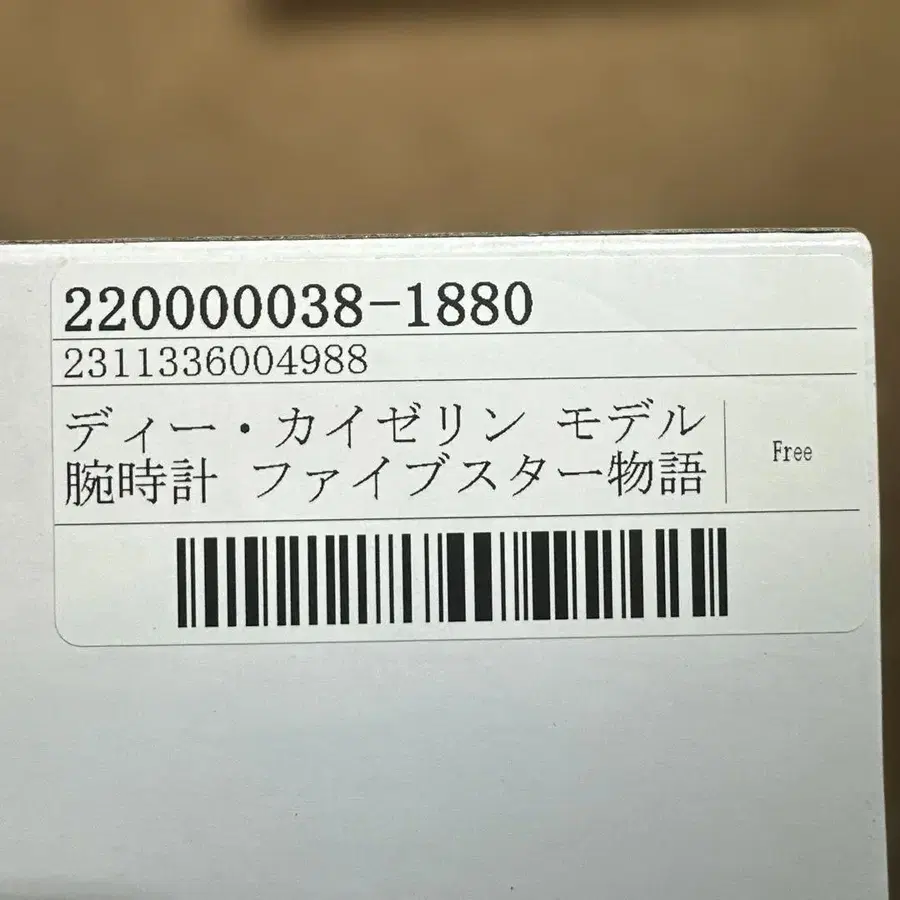 220000038-1880
2311336004988
ディー・カイゼリン モデル
腕時計 ファイブスター物語
Free